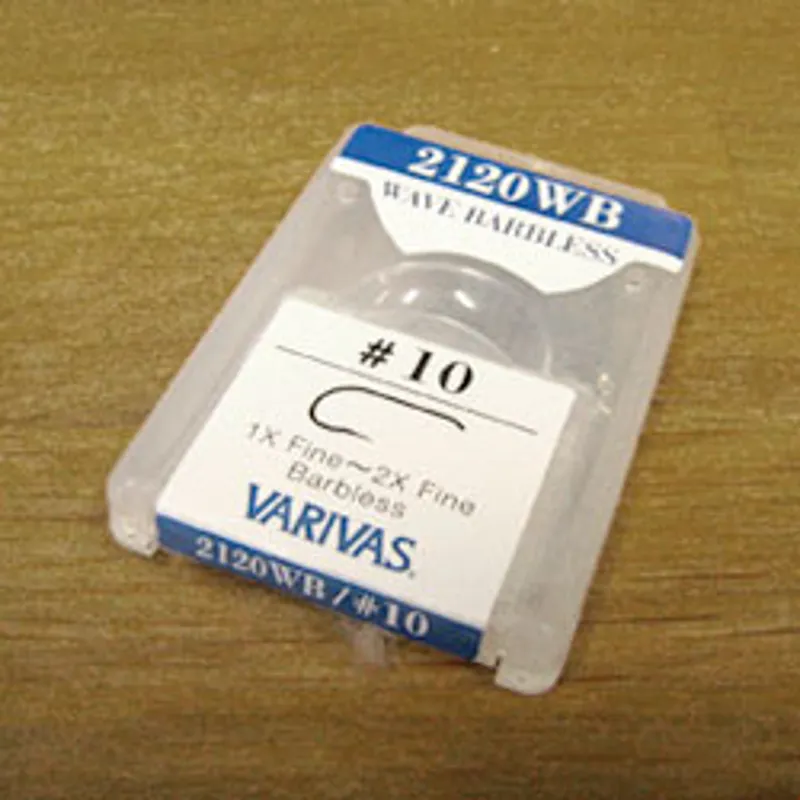 2120WB
WAVE BARBLESS
#10
1X Fine~2X Fine
Barbless
VARIVAS
2120WB/#10